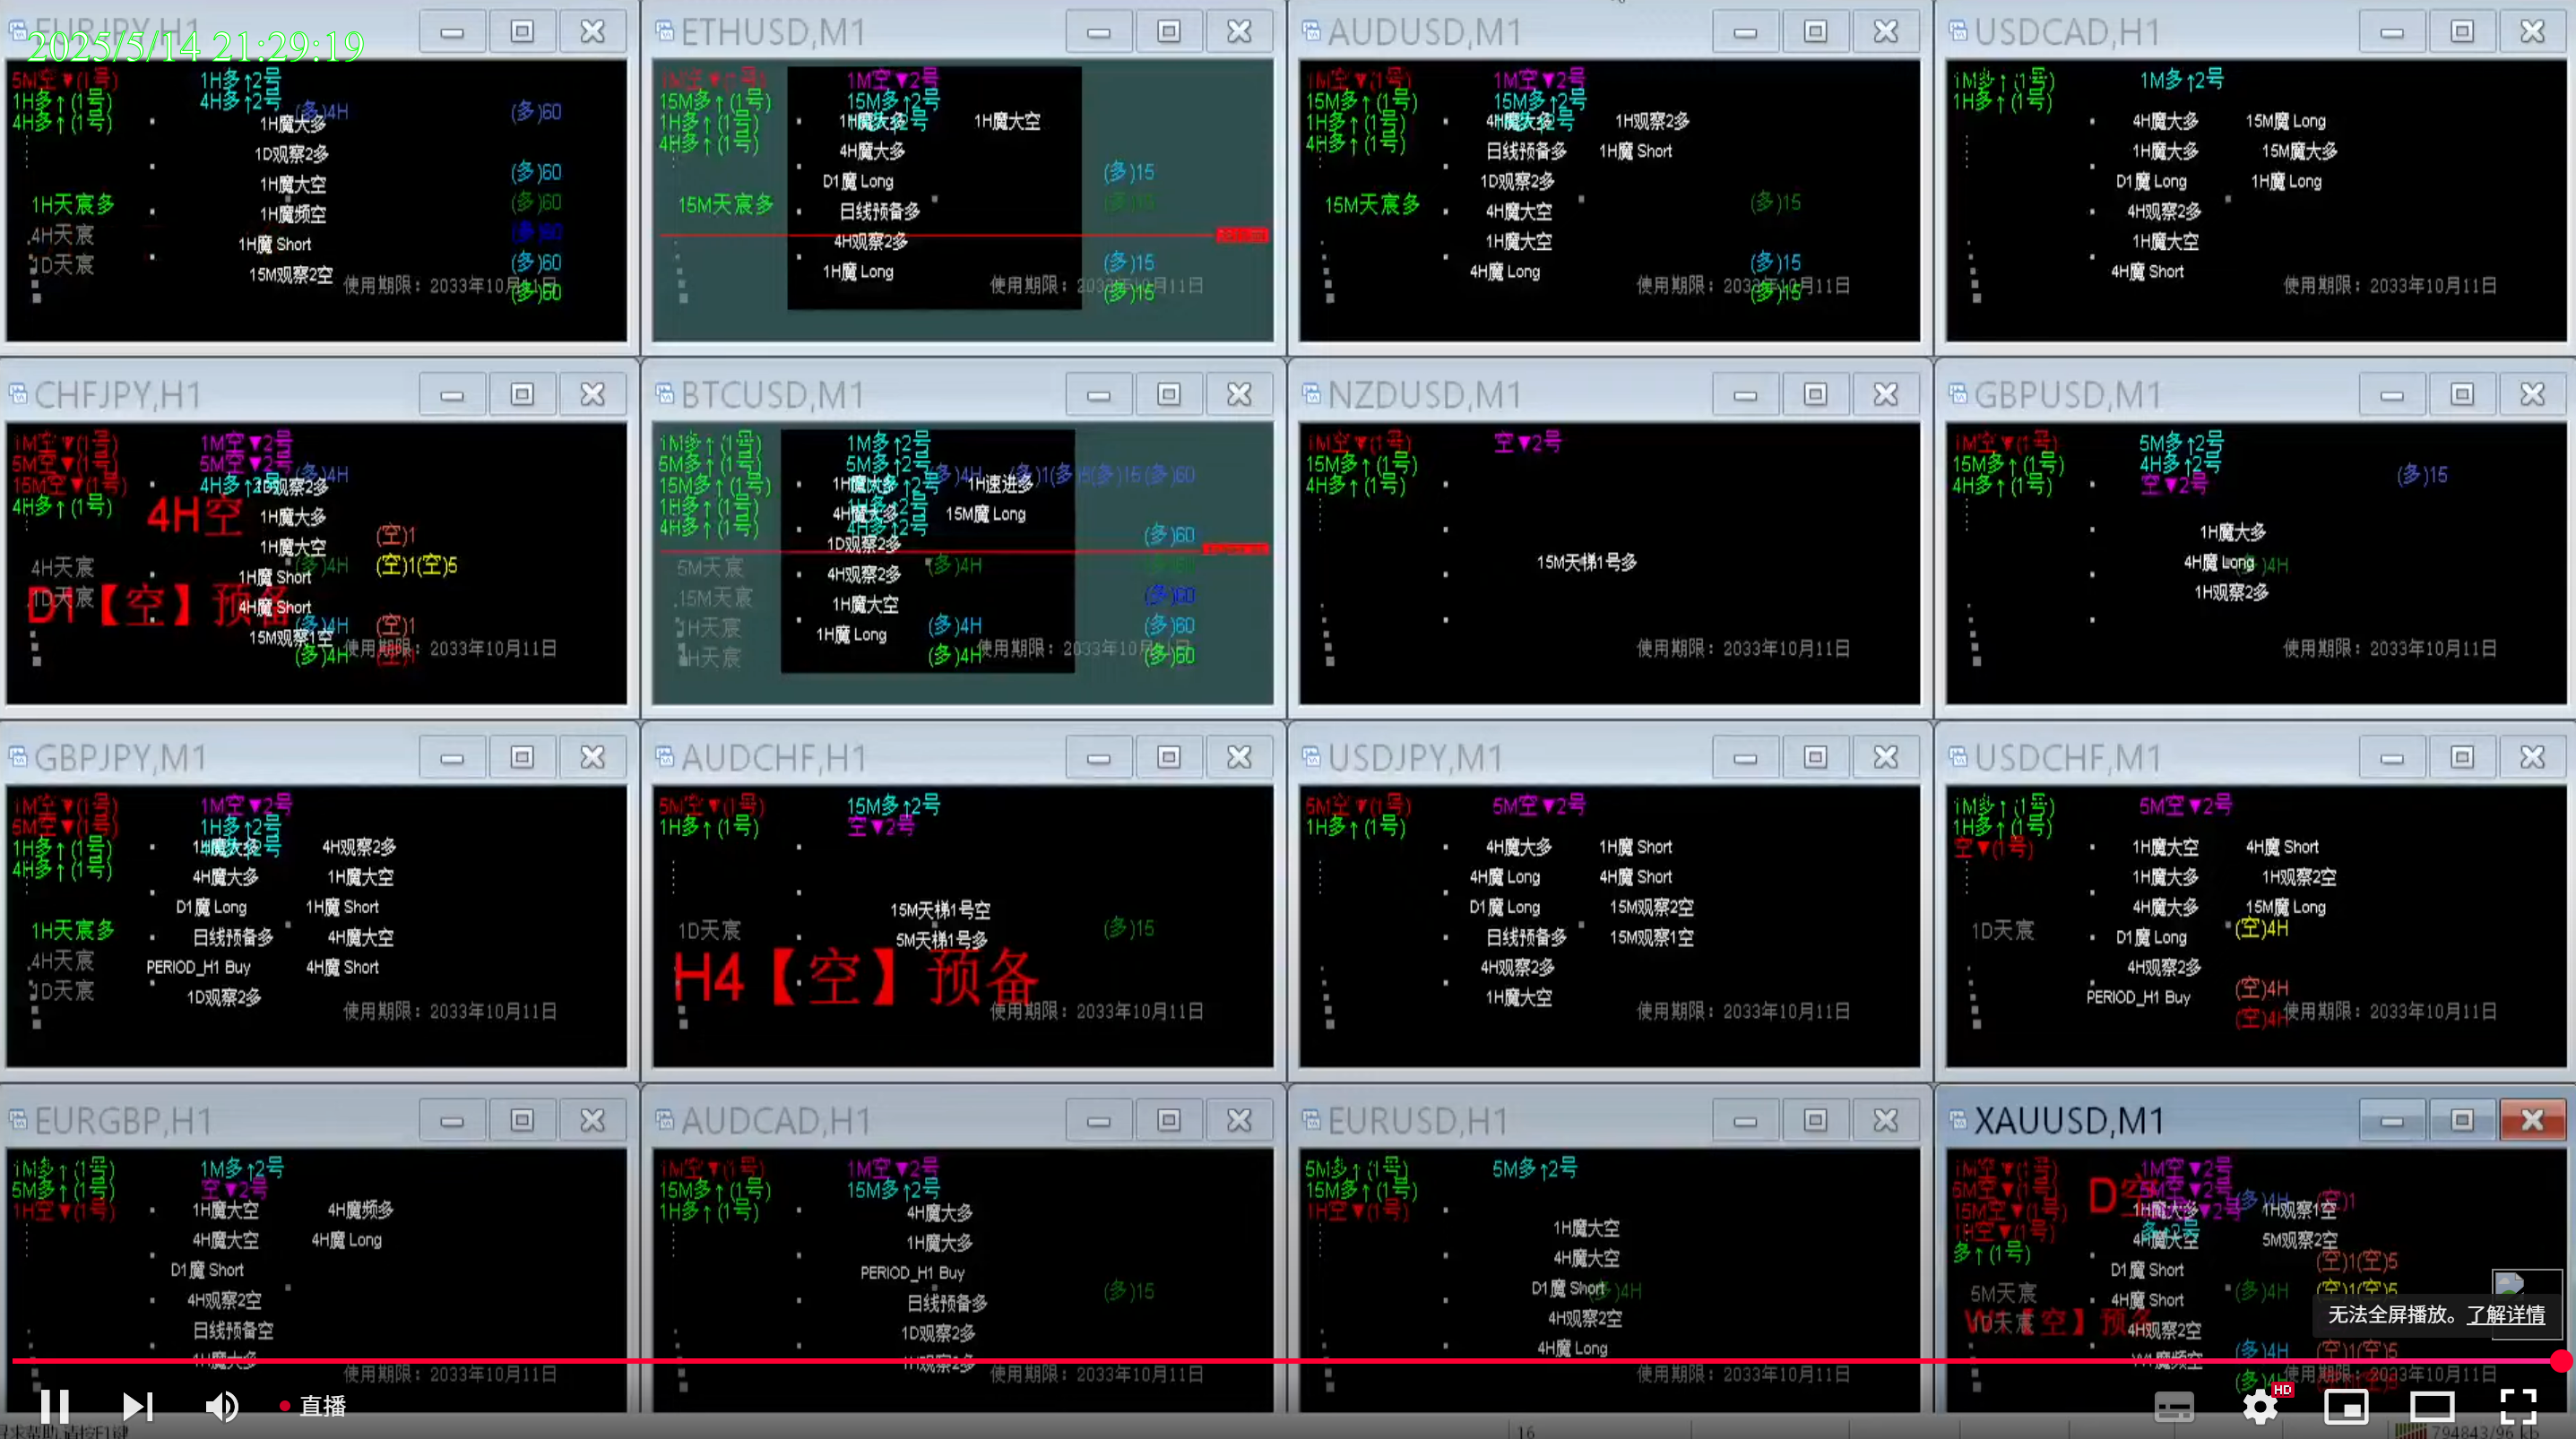 EURJPY,H1
2025/5/14 21:29:19
5M空▼(1号)
1H多↑2号
1H多↑(1号)
4H多↑2号
4H多↑(1号)
(多)4H
(多)60
1H魔大多
1D观察2多
1H魔大空
(多)60
1H天宸多
1H魔频空
(多)60
4H天宸
1H魔 Short
(多)60
1D天宸
15M观察2空
(多)60
使用期限：2033年10月11日
(多)60
ETHUSD,M1
1M空▼(1号)
1M空▼2号
15M多↑(1号)
15M多↑2号
1H多↑(1号)
1H魔大多
1H魔大空
4H多↑(1号)
4H魔大多
D1魔 Long
(多)15
15M天宸多
日线预备多
(多)15
4H观察2多
1H魔 Long
(多)15
使用期限：2033年10月11日
(多)15
AUDUSD,M1
1M空▼(1号)
1M空▼2号
15M多↑(1号)
15M多↑2号
1H多↑(1号)
4H魔大多
1H观察2多
4H多↑(1号)
日线预备多
1H魔 Short
1D观察2多
15M天宸多
4H魔大空
(多)15
1H魔大空
4H魔 Long
(多)15
使用期限：2033年10月11日
(多)15
USDCAD,H1
1M多↑(1号)
1M多↑2号
1H多↑(1号)
4H魔大多
15M魔 Long
1H魔大多
15M魔大多
D1魔 Long
1H魔 Long
4H观察2多
1H魔大空
4H魔 Short
使用期限：2033年10月11日
CHFJPY,H1
1M空▼(1号)
1M空▼2号
5M空▼(1号)
5M空▼2号
(多)4H
15M空▼(1号)
4H多↑2号
1D观察2多
4H多↑(1号)
4H空
1H魔大多
1H魔大空
(空)1
4H天宸
1H魔 Short
(多)4H
(空)1(空)5
1D天宸
D1【空】预备
4H魔 Short
15M观察1空
(多)4H
(空)1
(多)4H
(空)1
使用期限：2033年10月11日
BTCUSD,M1
1M多↑(1号)
1M多↑2号
5M多↑(1号)
5M多↑2号
(多)4H
(多)1(多)5(多)15(多)60
15M多↑(1号)
1H魔大多
1H速进多
1H多↑(1号)
4H魔大多
15M魔 Long
4H多↑(1号)
4H多↑2号
1D观察2多
(多)60
5M天宸
4H观察2多
(多)4H
15M天宸
1H魔大空
(多)60
1H天宸
1H魔 Long
(多)4H
(多)60
4H天宸
(多)4H
使用期限：2033年10月11日
(多)60
NZDUSD,M1
1M空▼(1号)
空▼2号
15M多↑(1号)
4H多↑(1号)
15M天梯1号多
使用期限：2033年10月11日
GBPUSD,M1
1M空▼(1号)
5M多↑2号
15M多↑(1号)
4H多↑2号
(多)15
4H多↑(1号)
空▼2号
1H魔大多
4H魔 Long
(多)4H
1H观察2多
使用期限：2033年10月11日
GBPJPY,M1
1M空▼(1号)
1M空▼2号
5M空▼(1号)
1H多↑2号
1H多↑(1号)
1H魔大多
4H观察2多
4H多↑(1号)
4H魔大多
1H魔大空
D1魔 Long
1H魔 Short
1H天宸多
日线预备多
4H魔大空
4H天宸
PERIOD_H1 Buy
4H魔 Short
1D天宸
1D观察2多
使用期限：2033年10月11日
AUDCHF,H1
5M空▼(1号)
15M多↑2号
1H多↑(1号)
空▼2号
15M天梯1号空
1D天宸
(多)15
5M天梯1号多
H4【空】预备
使用期限：2033年10月11日
USDJPY,M1
5M空▼(1号)
5M空▼2号
1H多↑(1号)
4H魔大多
1H魔 Short
4H魔 Long
4H魔 Short
D1魔 Long
15M观察2空
日线预备多
15M观察1空
4H观察2多
1H魔大空
使用期限：2033年10月11日
USDCHF,M1
1M多↑(1号)
5M空▼2号
1H多↑(1号)
空▼(1号)
1H魔大空
4H魔 Short
1H魔大多
1H观察2空
4H魔大多
15M魔 Long
1D天宸
D1魔 Long
(空)4H
4H观察2多
PERIOD_H1 Buy
(空)4H
(空)4H
使用期限：2033年10月11日
EURGBP,H1
1M多↑(1号)
1M多↑2号
5M多↑(1号)
空▼2号
1H空▼(1号)
1H魔大空
4H魔频多
4H魔大空
4H魔 Long
D1魔 Short
4H观察2空
日线预备空
1H魔大多
使用期限：2033年10月11日
AUDCAD,H1
1M空▼(1号)
1M空▼2号
15M多↑(1号)
15M多↑2号
1H多↑(1号)
4H魔大多
1H魔大多
PERIOD_H1 Buy
(多)15
日线预备多
1D观察2多
1H观察2多
使用期限：2033年10月11日
EURUSD,H1
5M多↑(1号)
5M多↑2号
15M多↑(1号)
1H空▼(1号)
1H魔大空
4H魔大空
D1魔 Short
(多)4H
4H观察2空
4H魔 Long
使用期限：2033年10月11日
XAUUSD,M1
1M空▼(1号)
1M空▼2号
5M空▼(1号)
5M空▼2号
D空
(多)4H
(空)1
15M空▼(1号)
1H魔大多
1H观察1空
1H空▼(1号)
多↑2号
4H魔大空
5M观察2空
多↑(1号)
D1魔 Short
(空)1(空)5
5M天宸
4H魔 Short
(多)4H
(空)1(空)5
1D天宸
W1【空】预备
4H观察2空
无法全屏播放。了解详情
W1魔频空
(多)4H
(空)1(空)5
(多)4H
使用期限：2033年10月11日
直播
HD
16
794843/96 kb